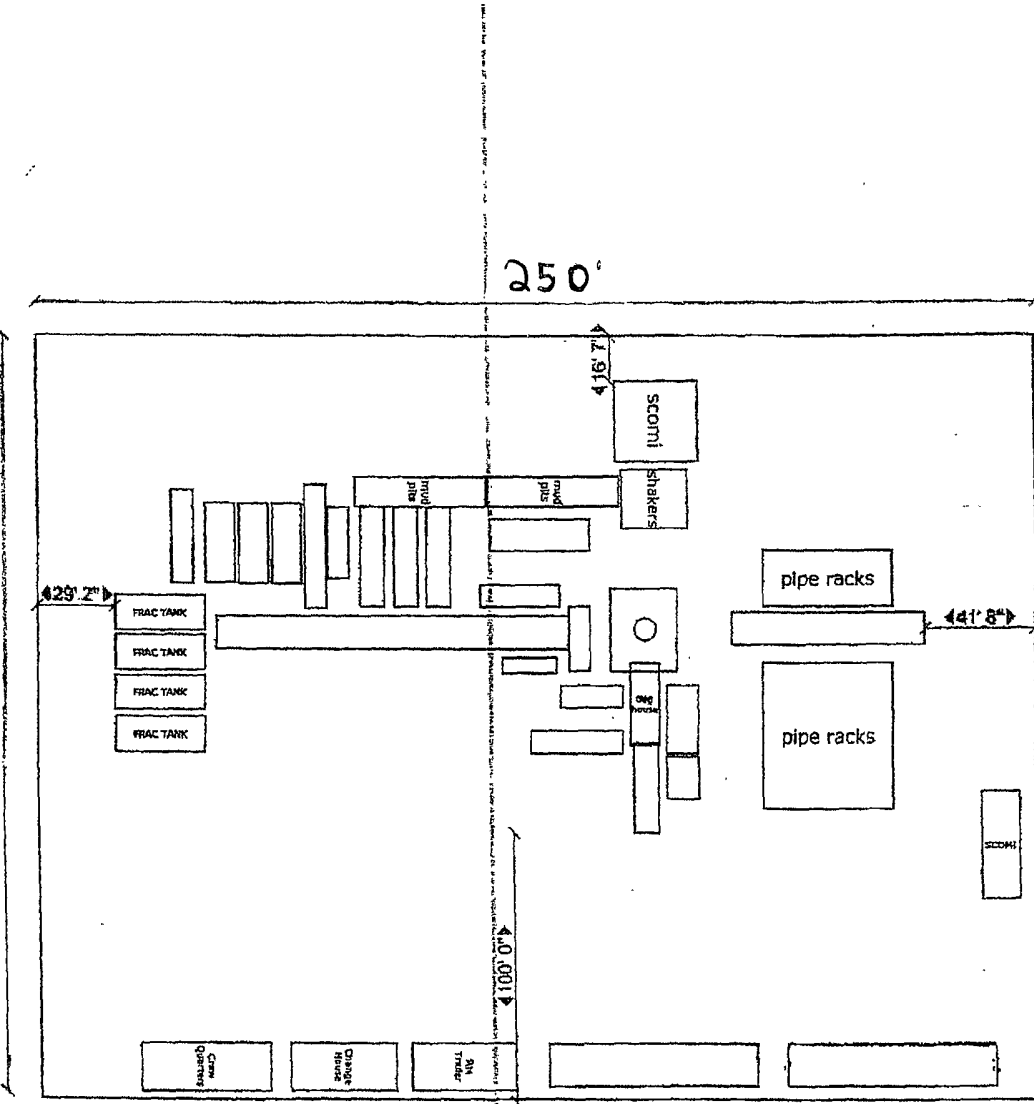 250'
16' 7"
scomi
shakers
mud
pits
mud
pits
pipe racks
29' 2"
FRAC TANK
41' 8"
FRAC TANK
FRAC TANK
FRAC TANK
pipe racks
SCOMI
100' 0"
Crew
Quarters
Change
House
Trailer